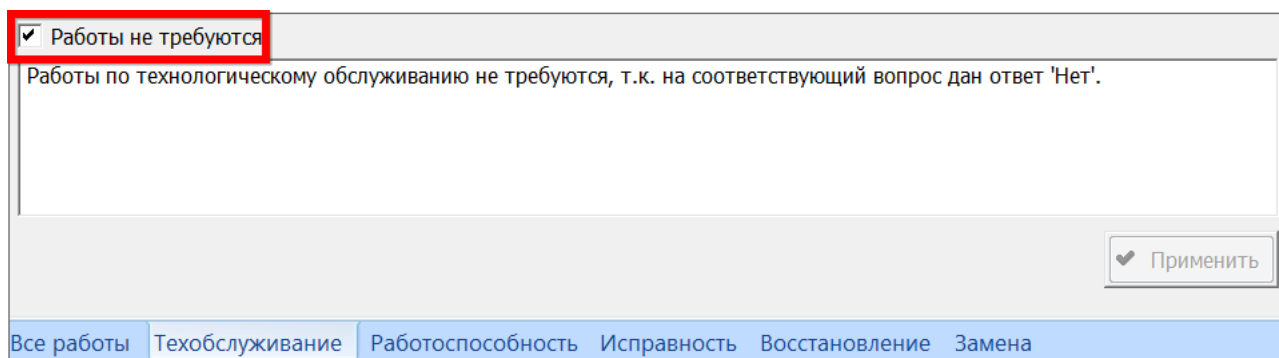 Работы не требуются
Работы по технологическому обслуживанию не требуются, т.к. на соответствующий вопрос дан ответ 'Нет'.
Применить
Все работы Техобслуживание Работоспособность Исправность Восстановление Замена